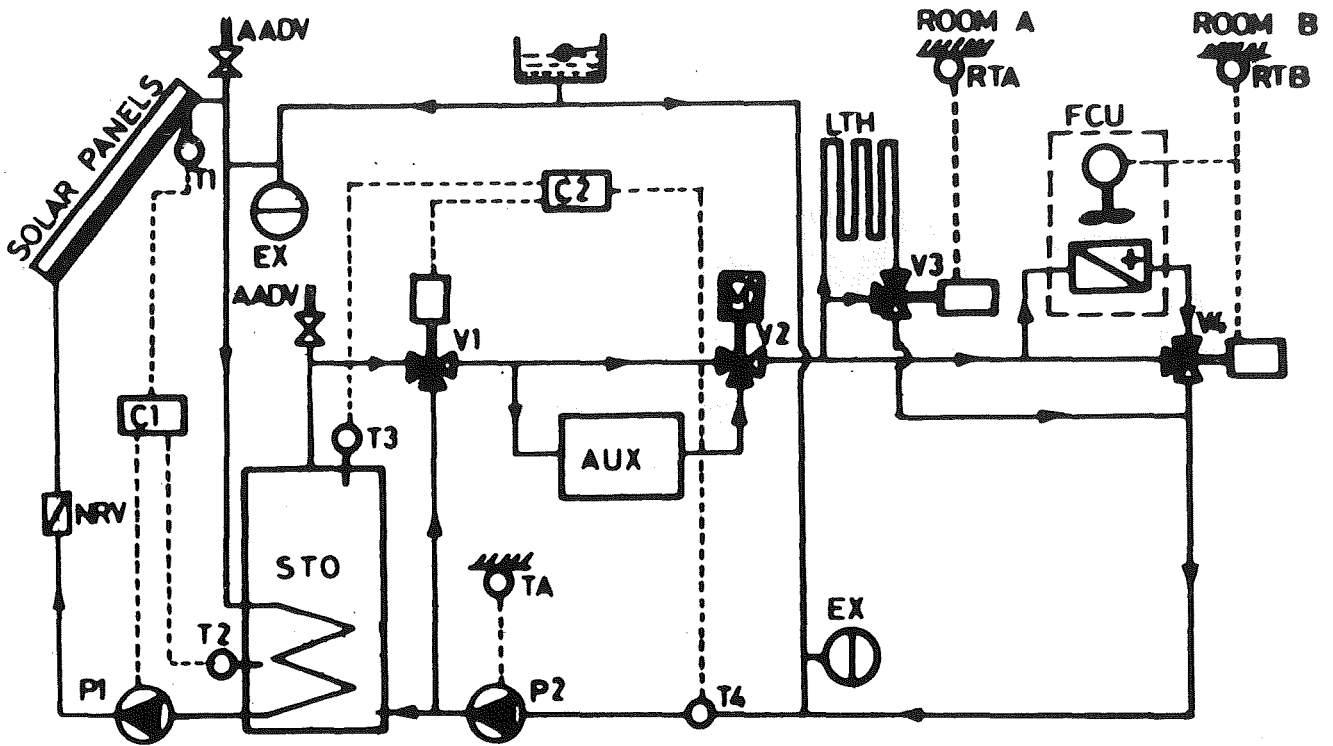 ROOM A
ROOM B
AADV
RTA
RTB
SOLAR PANELS
LTH
FCU
C2
EX
AADV
V3
V1
V2
V4
C1
T3
AUX
NRV
STO
TA
EX
T2
P1
P2
T4